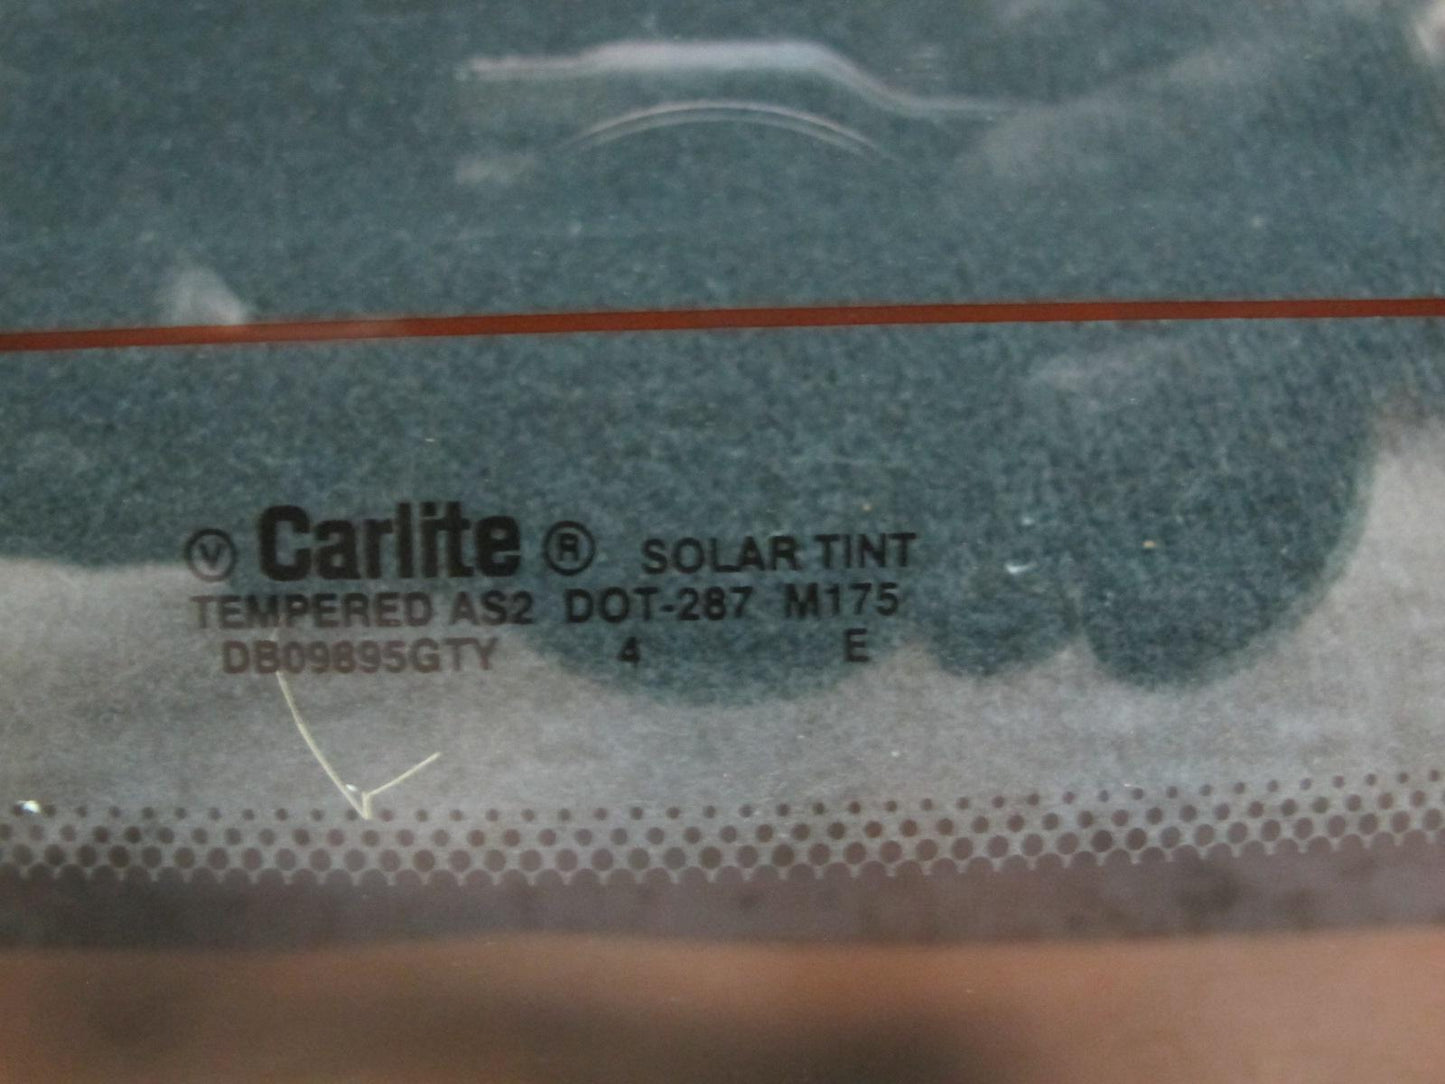 V Carlite ® SOLAR TINT
TEMPERED AS2 DOT-287 M175
DB09895GTY 4 E